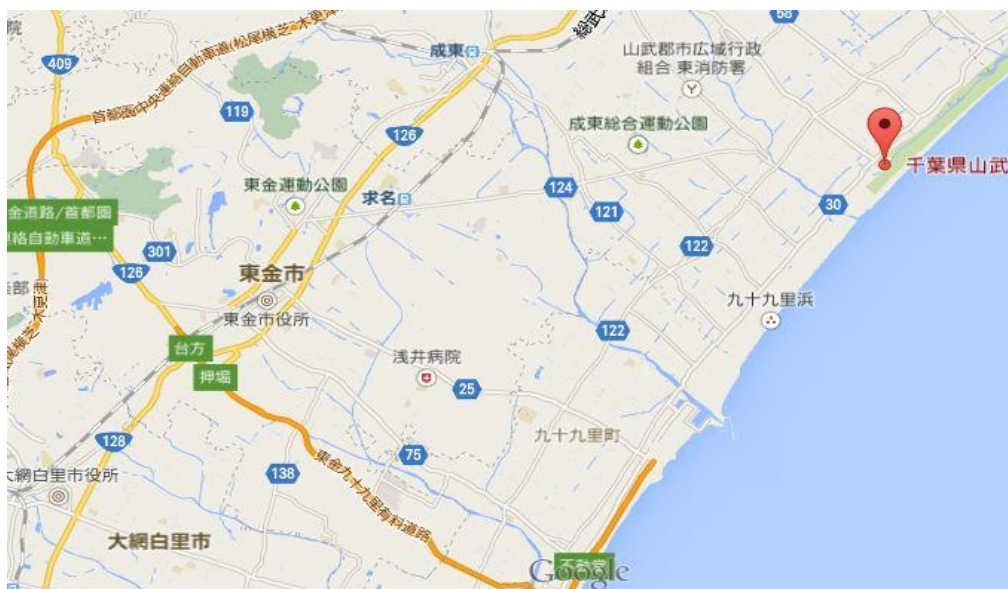 院
58
総武
成東
山武郡市広域行政
組合 東消防署
409
首都圏中央連絡自動車道(松尾横芝-木更津
119
成東総合運動公園
126
千葉県山武
東金運動公園
124
求名
30
121
金道路/首都圏
絡自動車道…
301
122
126
東金市
九十九里浜
東金市役所
122
台方
浅井病院
押堀
25
九十九里町
128
75
大網白里市役所
138
東金九十九里有料道路
大網白里市
不動堂
Google